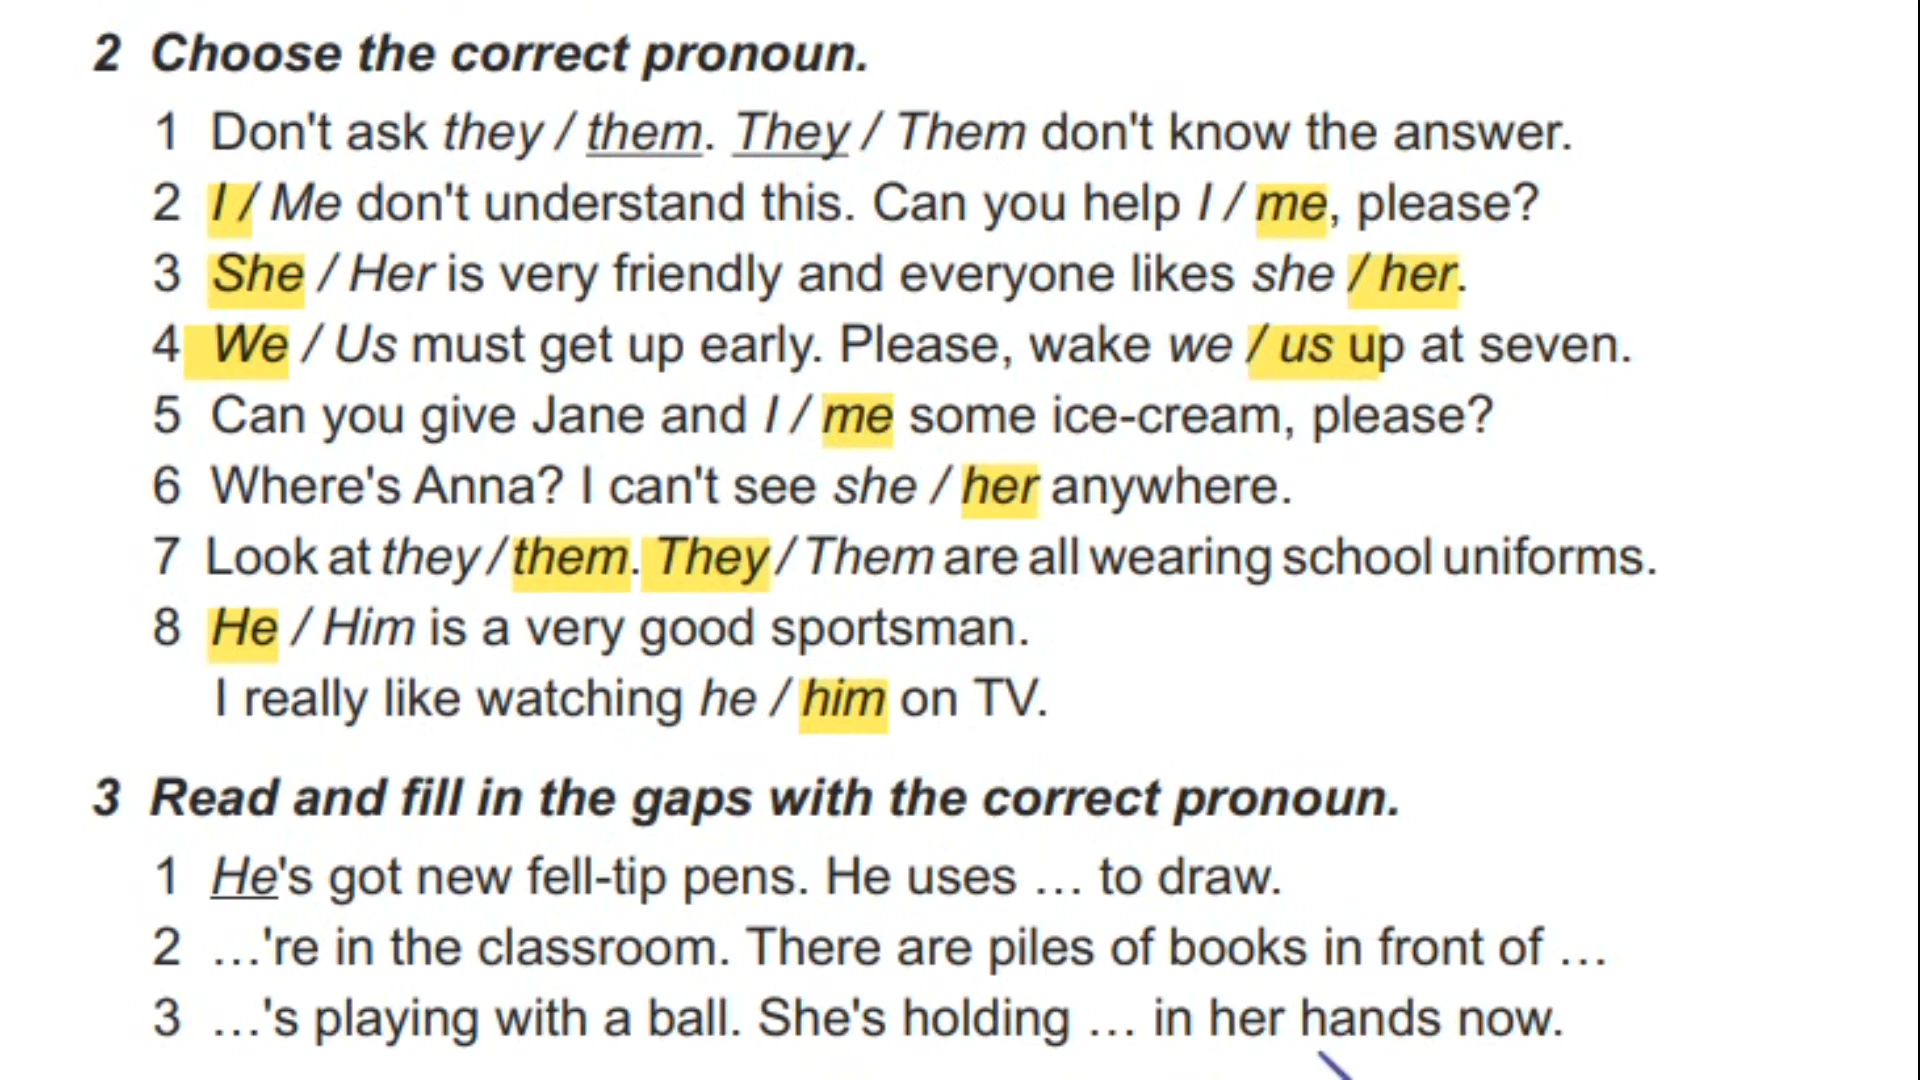 2 Choose the correct pronoun.
1 Don't ask they / them. They / Them don't know the answer.
2 I / Me don't understand this. Can you help I / me, please?
3 She / Her is very friendly and everyone likes she / her.
4 We / Us must get up early. Please, wake we / us up at seven.
5 Can you give Jane and I / me some ice-cream, please?
6 Where's Anna? I can't see she / her anywhere.
7 Look at they / them. They / Them are all wearing school uniforms.
8 He / Him is a very good sportsman.
I really like watching he / him on TV.
3 Read and fill in the gaps with the correct pronoun.
1 He's got new fell-tip pens. He uses … to draw.
2 …'re in the classroom. There are piles of books in front of …
3 …'s playing with a ball. She's holding … in her hands now.